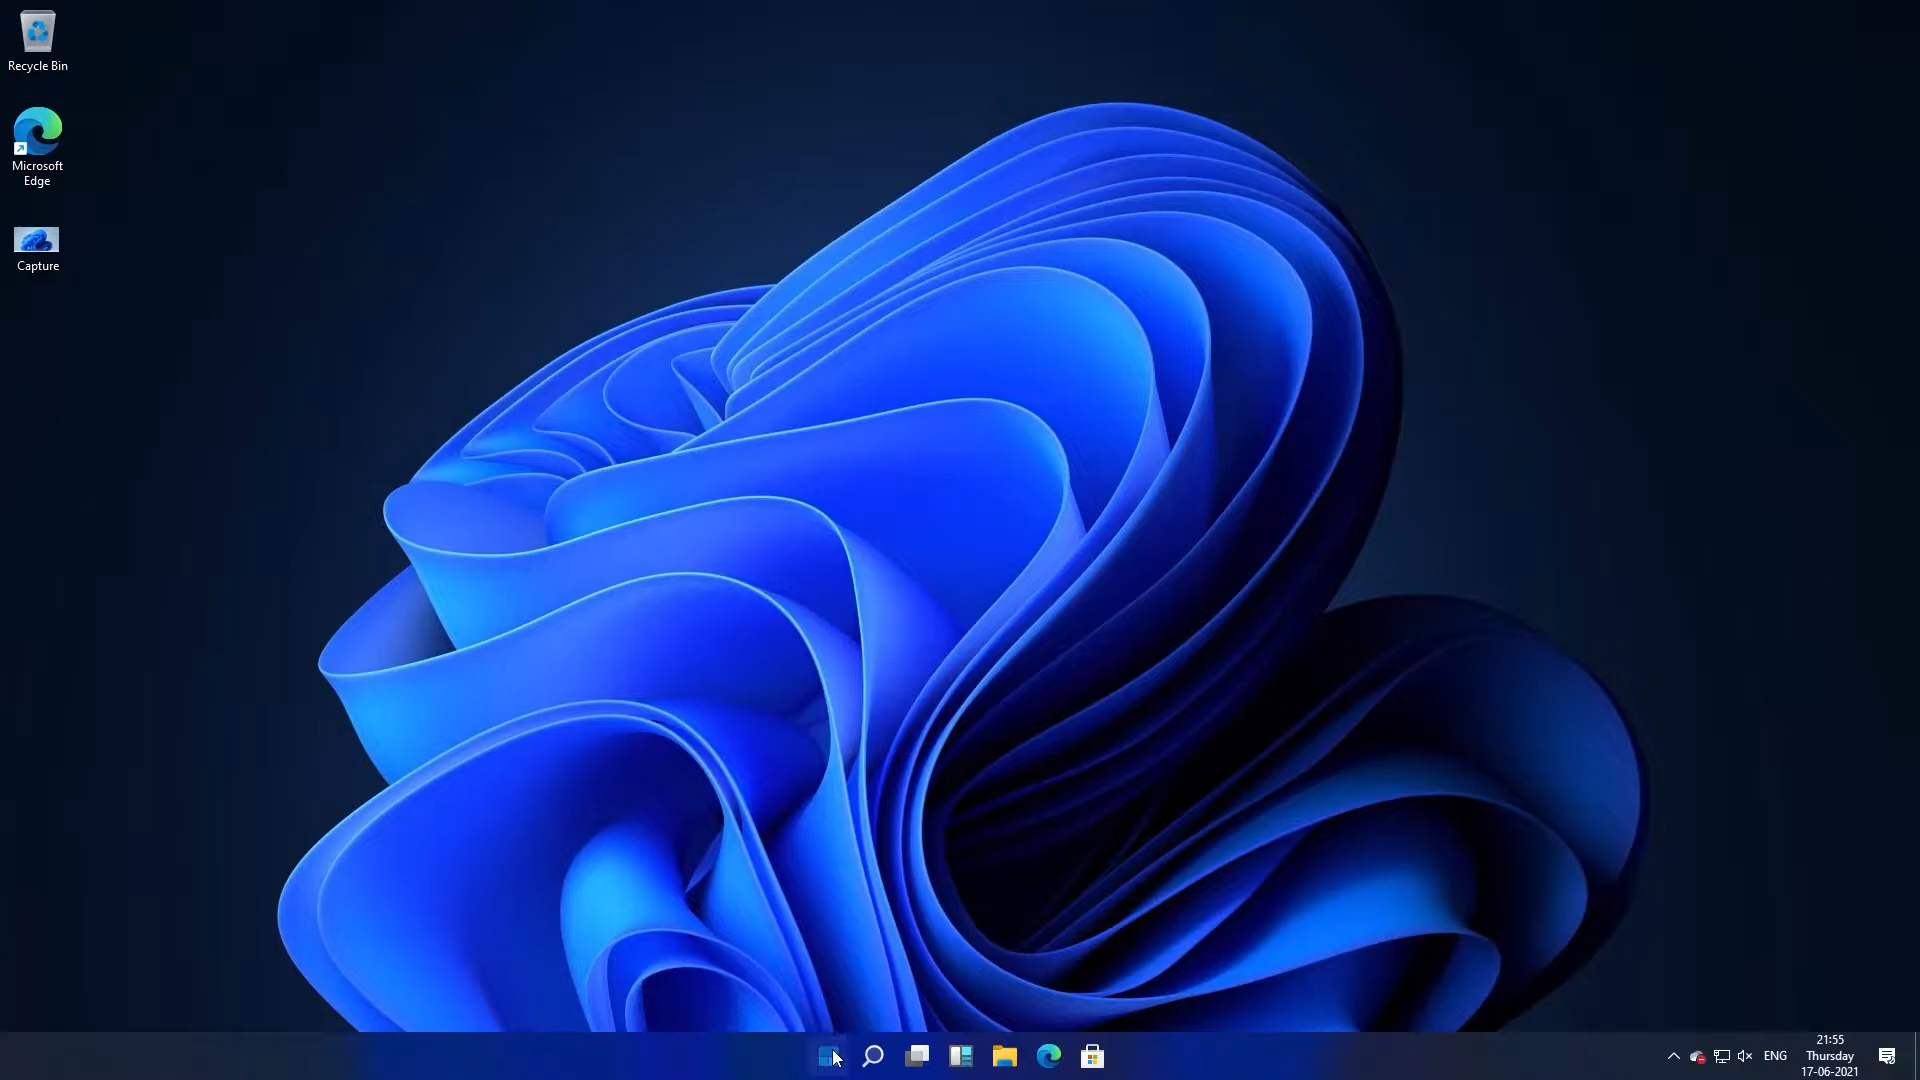 Recycle Bin
Microsoft
Edge
Capture
ENG
21:55
Thursday
17-06-2021